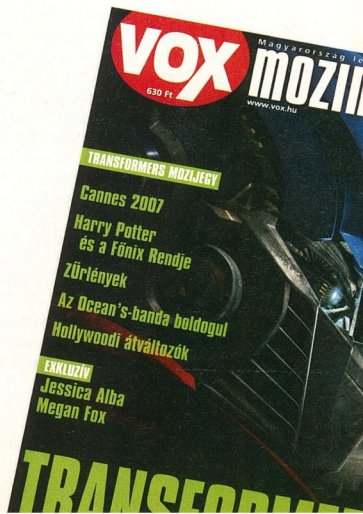 VOX
630 Ft
Magyarország
MOZI
www.vox.hu
TRANSFORMERS MOZIJEGY
Cannes 2007
Harry Potter
és a Főnix Rendje
ZŰrlények
Az Ocean's-banda boldogul
Hollywoodi átváltozók
EXKLUZÍV
Jessica Alba
Megan Fox
TRANSFORME